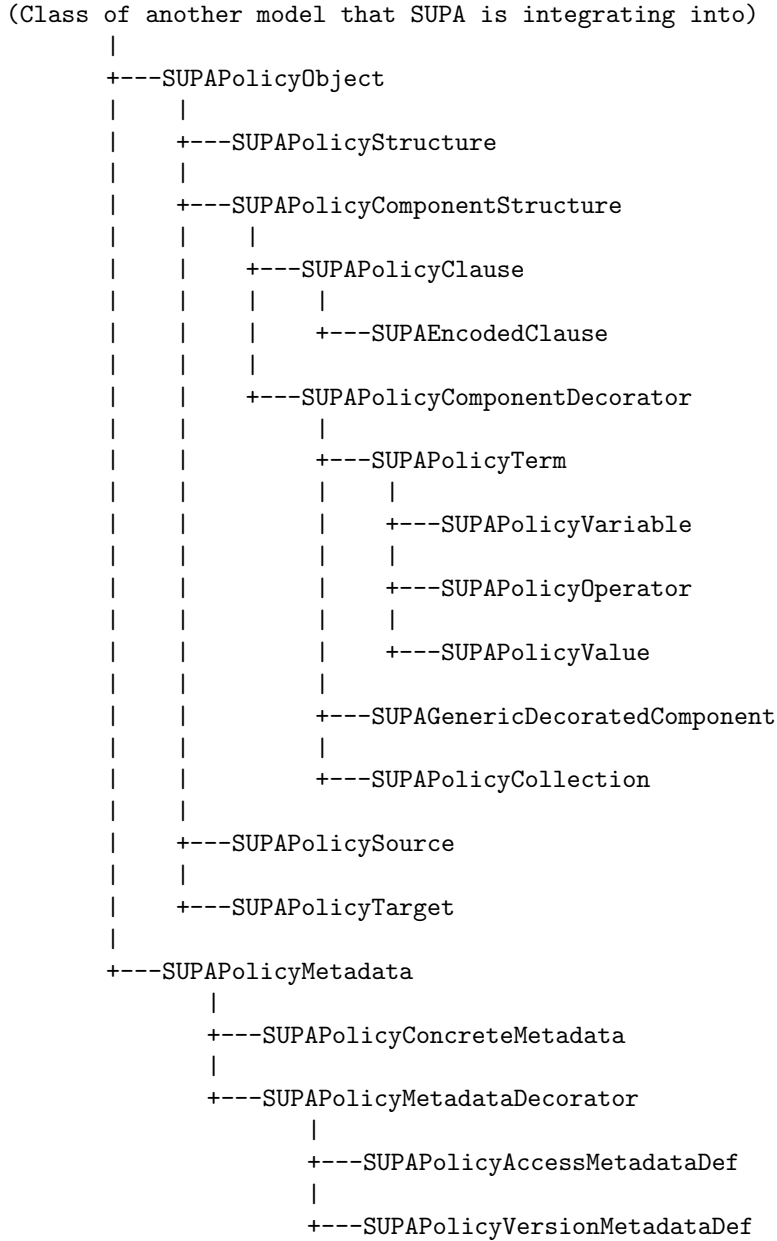 (Class of another model that SUPA is integrating into)
|
+---SUPAPolicyObject
| |
| +---SUPAPolicyStructure
| |
| +---SUPAPolicyComponentStructure
| | |
| | +---SUPAPolicyClause
| | | |
| | | +---SUPAEncodedClause
| | |
| | +---SUPAPolicyComponentDecorator
| | |
| | +---SUPAPolicyTerm
| | | |
| | | +---SUPAPolicyVariable
| | | |
| | | +---SUPAPolicyOperator
| | | |
| | | +---SUPAPolicyValue
| | |
| | +---SUPAGenericDecoratedComponent
| | |
| | +---SUPAPolicyCollection
| |
| +---SUPAPolicySource
| |
| +---SUPAPolicyTarget
|
+---SUPAPolicyMetadata
|
+---SUPAPolicyConcreteMetadata
|
+---SUPAPolicyMetadataDecorator
|
+---SUPAPolicyAccessMetadataDef
|
+---SUPAPolicyVersionMetadataDef